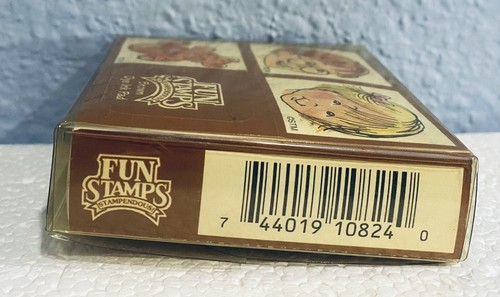 FUN
STAMPS
STAMPENDOUS!
7 44019 10824 0
FUN
STAMPS